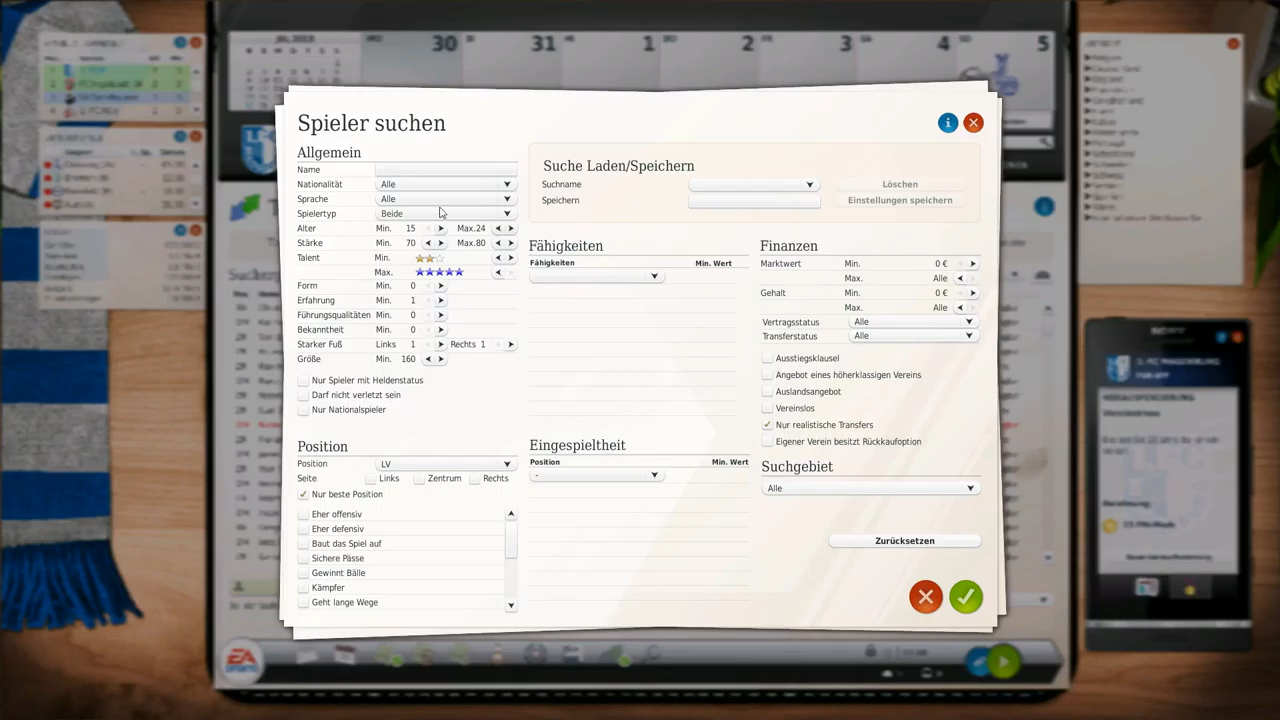 30 31 1 2 3 4 5
Spieler suchen
Allgemein
Name
Nationalität Alle
Sprache Alle
Spielertyp Beide
Alter Min. 15 Max.24
Stärke Min. 70 Max.80
Talent Min.
Max.
Form Min. 0
Erfahrung Min. 1
Führungsqualitäten Min. 0
Bekanntheit Min. 0
Starker Fuß Links 1 Rechts 1
Größe Min. 160
Nur Spieler mit Heldenstatus
Darf nicht verletzt sein
Nur Nationalspieler
Position
Position LV
Seite Links Zentrum Rechts
Nur beste Position
Eher offensiv
Eher defensiv
Baut das Spiel auf
Sichere Pässe
Gewinnt Bälle
Kämpfer
Geht lange Wege
Suche Laden/Speichern
Suchname Löschen
Speichern Einstellungen speichern
Fähigkeiten
Fähigkeiten Min. Wert
Eingespieltheit
Position Min. Wert
-
Finanzen
Marktwert Min. 0 €
Max. Alle
Gehalt Min. 0 €
Max. Alle
Vertragsstatus Alle
Transferstatus Alle
Ausstiegsklausel
Angebot eines höherklassigen Vereins
Auslandsangebot
Vereinslos
Nur realistische Transfers
Eigener Verein besitzt Rückkaufoption
Suchgebiet
Alle
Zurücksetzen
SONY
EA
SPORTS